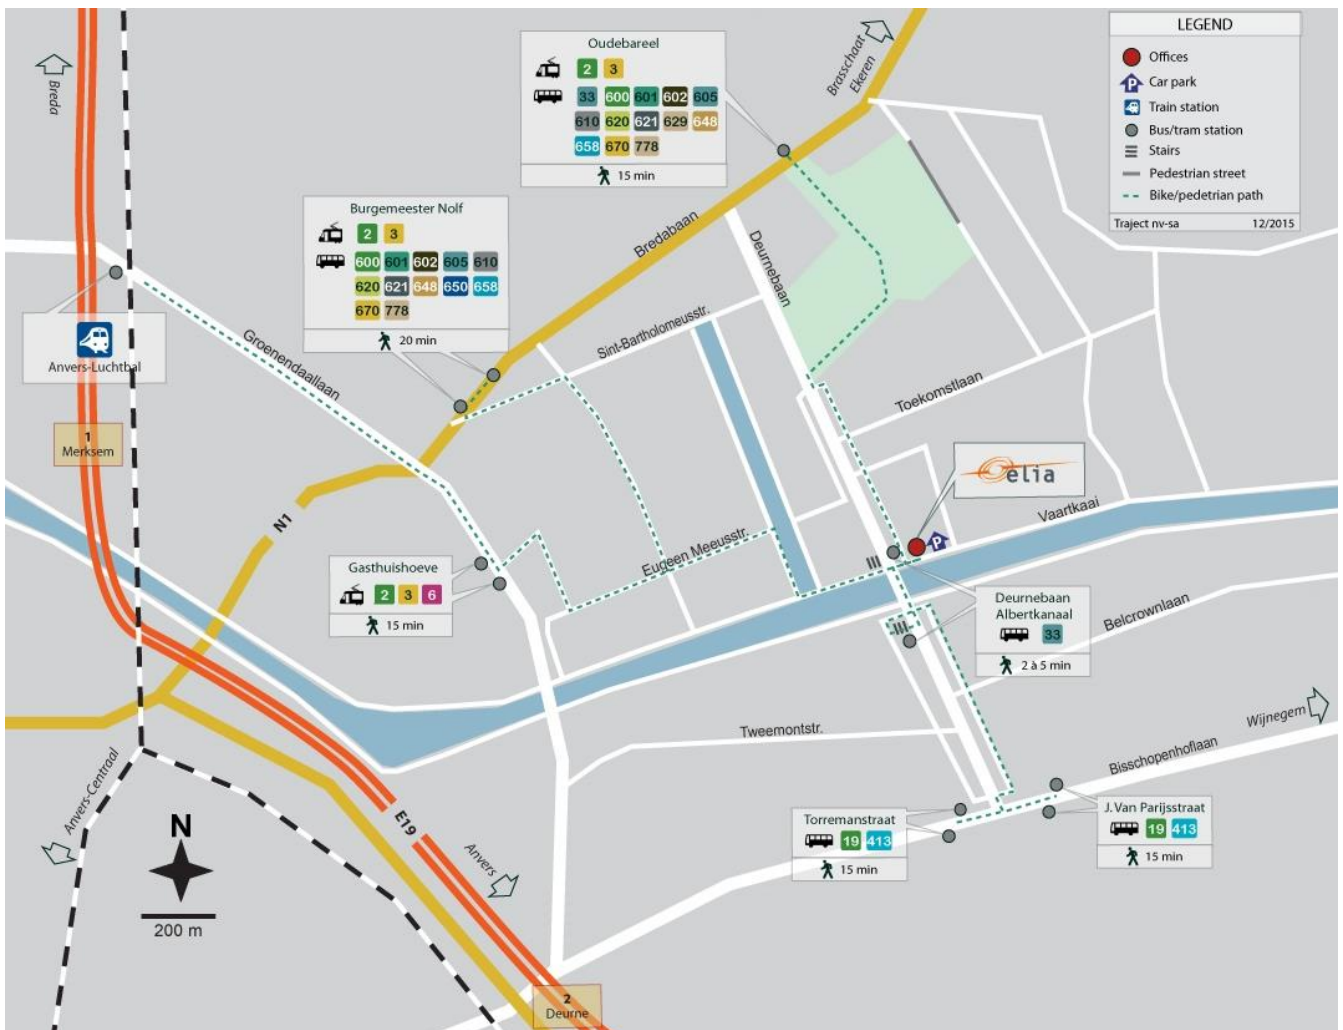 LEGEND
Offices
P
Car park
Train station
Bus/tram station
Stairs
Pedestrian street
Bike/pedetrian path
Traject nv-sa 12/2015
Oudebareel
2 3
33 600 601 602 605
610 620 621 629 648
658 670 778
15 min
Brasschaat
Ekeren
Breda
Burgemeester Nolf
2 3
600 601 602 605 610
620 621 648 650 658
670 778
20 min
Bredabaan
Deurnebaan
Anvers-Luchtbal
Groenendaallaan
Sint-Bartholomeusstr.
Toekomstlaan
1
Merksem
elia
N1
Vaartkaai
P
Eugeen Meeusstr.
Gasthuishoeve
2 3 6
15 min
Deurnebaan
Albertkanaal
33
2 à 5 min
Belcrownlaan
Tweemontstr.
Wijnegem
Bisschopenhoflaan
Anvers-Centraal
N
200 m
E19
Anvers
Torremanstraat
19 413
15 min
J. Van Parijsstraat
19 413
15 min
2
Deurne